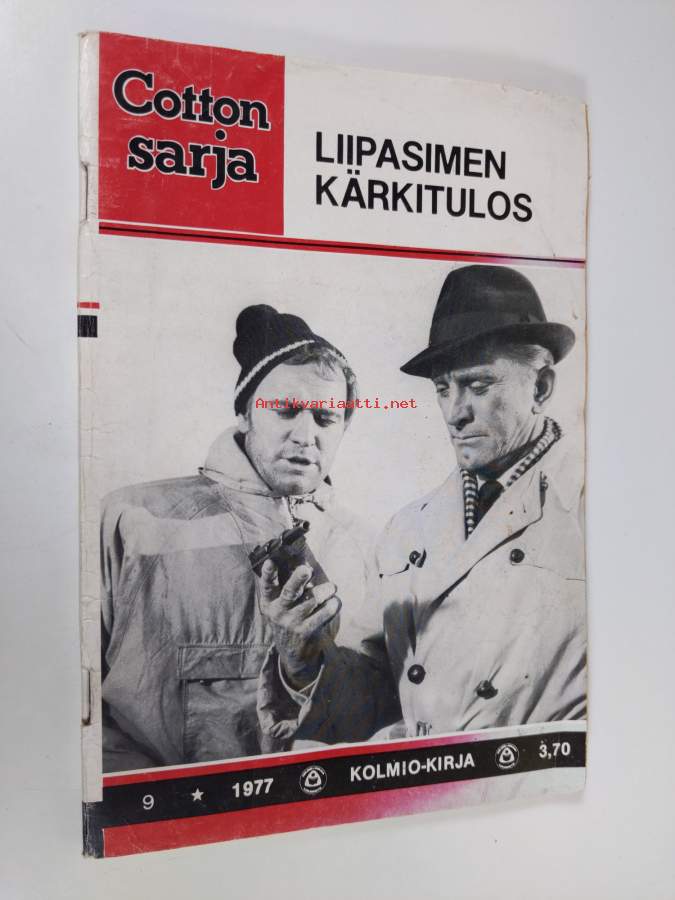 Cotton
sarja
LIIPASIMEN
KÄRKITULOS
Antikvariaatti.net
9 ★ 1977 KOLMIO-KIRJA 3,70